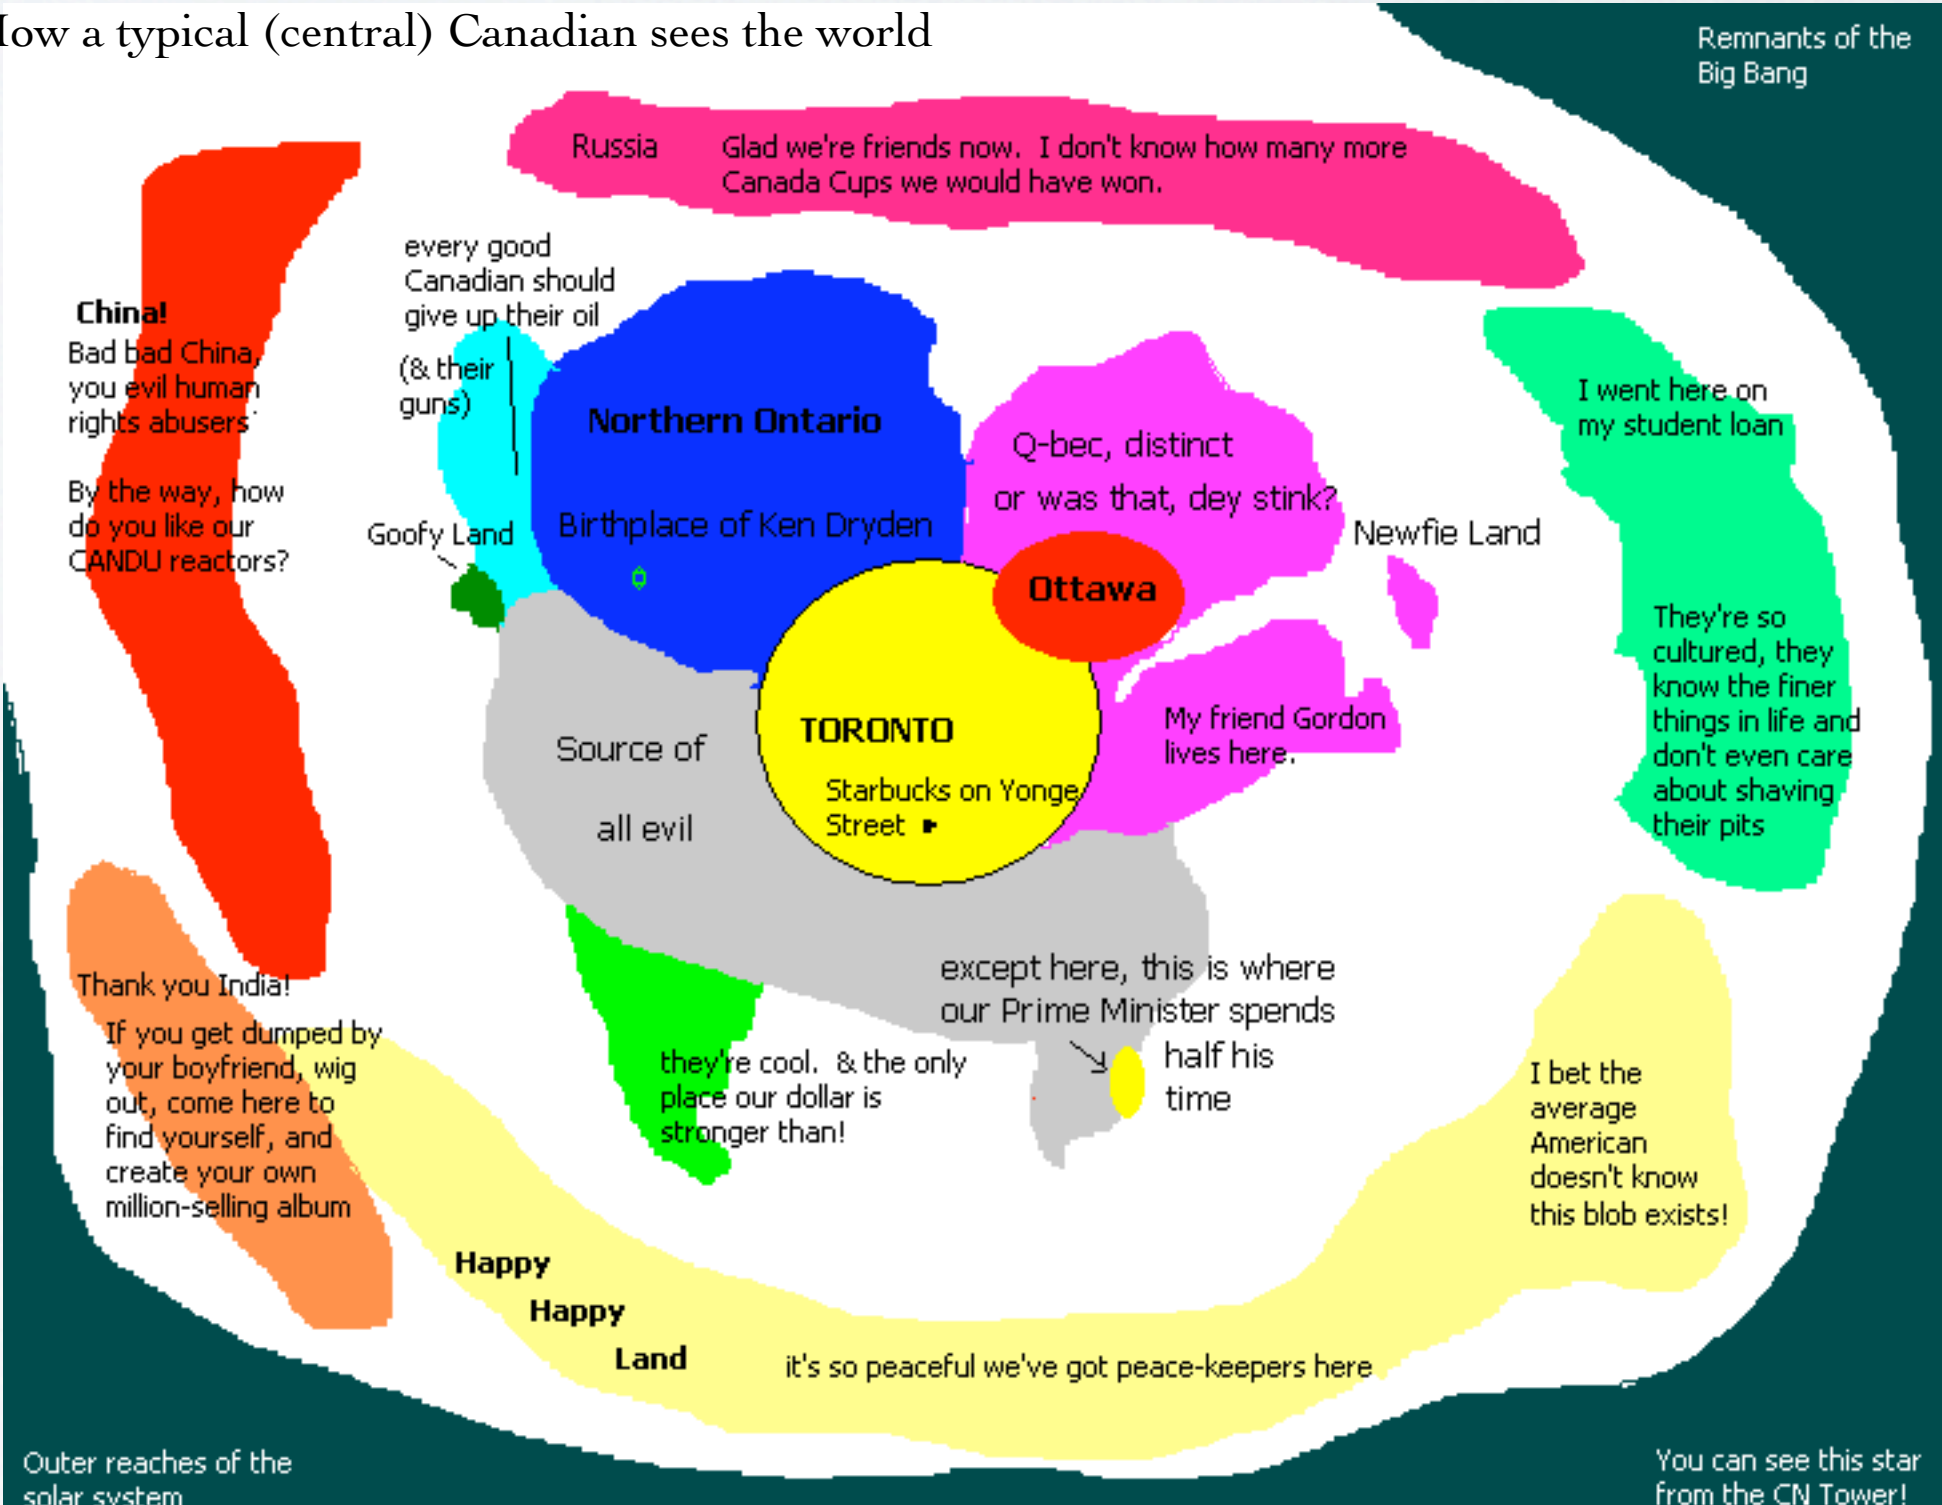 How a typical (central) Canadian sees the world
Remnants of the
Big Bang
Russia
Glad we're friends now.  I don't know how many more
Canada Cups we would have won.
every good
Canadian should
give up their oil
(& their
guns)
China!
Bad bad China,
you evil human
rights abusers
By the way, how
do you like our
CANDU reactors?
Goofy Land
Northern Ontario
Birthplace of Ken Dryden
Q-bec, distinct
or was that, dey stink?
Newfie Land
Ottawa
I went here on
my student loan
They're so
cultured, they
know the finer
things in life and
don't even care
about shaving
their pits
TORONTO
Starbucks on Yonge
Street
My friend Gordon
lives here.
Source of
all evil
except here, this is where
our Prime Minister spends
half his
time
they're cool.  & the only
place our dollar is
stronger than!
Thank you India!
If you get dumped by
your boyfriend, wig
out, come here to
find yourself, and
create your own
million-selling album
I bet the
average
American
doesn't know
this blob exists!
Happy
Happy
Land
it's so peaceful we've got peace-keepers here
Outer reaches of the
solar system
You can see this star
from the CN Tower!